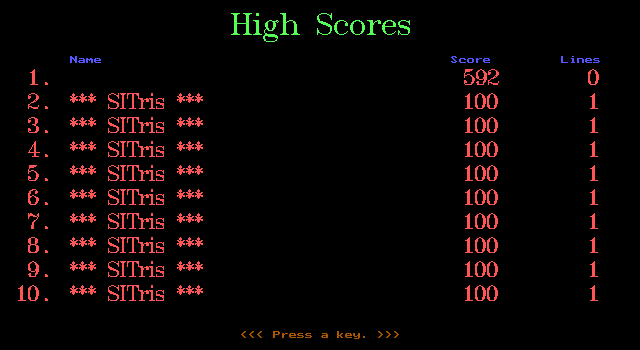 High Scores
Name Score Lines
1. 592 0
2. *** SITris *** 100 1
3. *** SITris *** 100 1
4. *** SITris *** 100 1
5. *** SITris *** 100 1
6. *** SITris *** 100 1
7. *** SITris *** 100 1
8. *** SITris *** 100 1
9. *** SITris *** 100 1
10. *** SITris *** 100 1
<<< Press a key. >>>